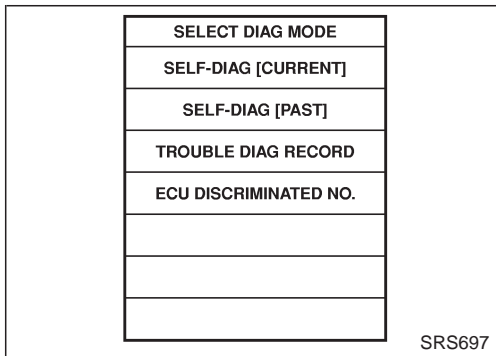 SELECT DIAG MODE
SELF-DIAG [CURRENT]
SELF-DIAG [PAST]
TROUBLE DIAG RECORD
ECU DISCRIMINATED NO.
SRS697